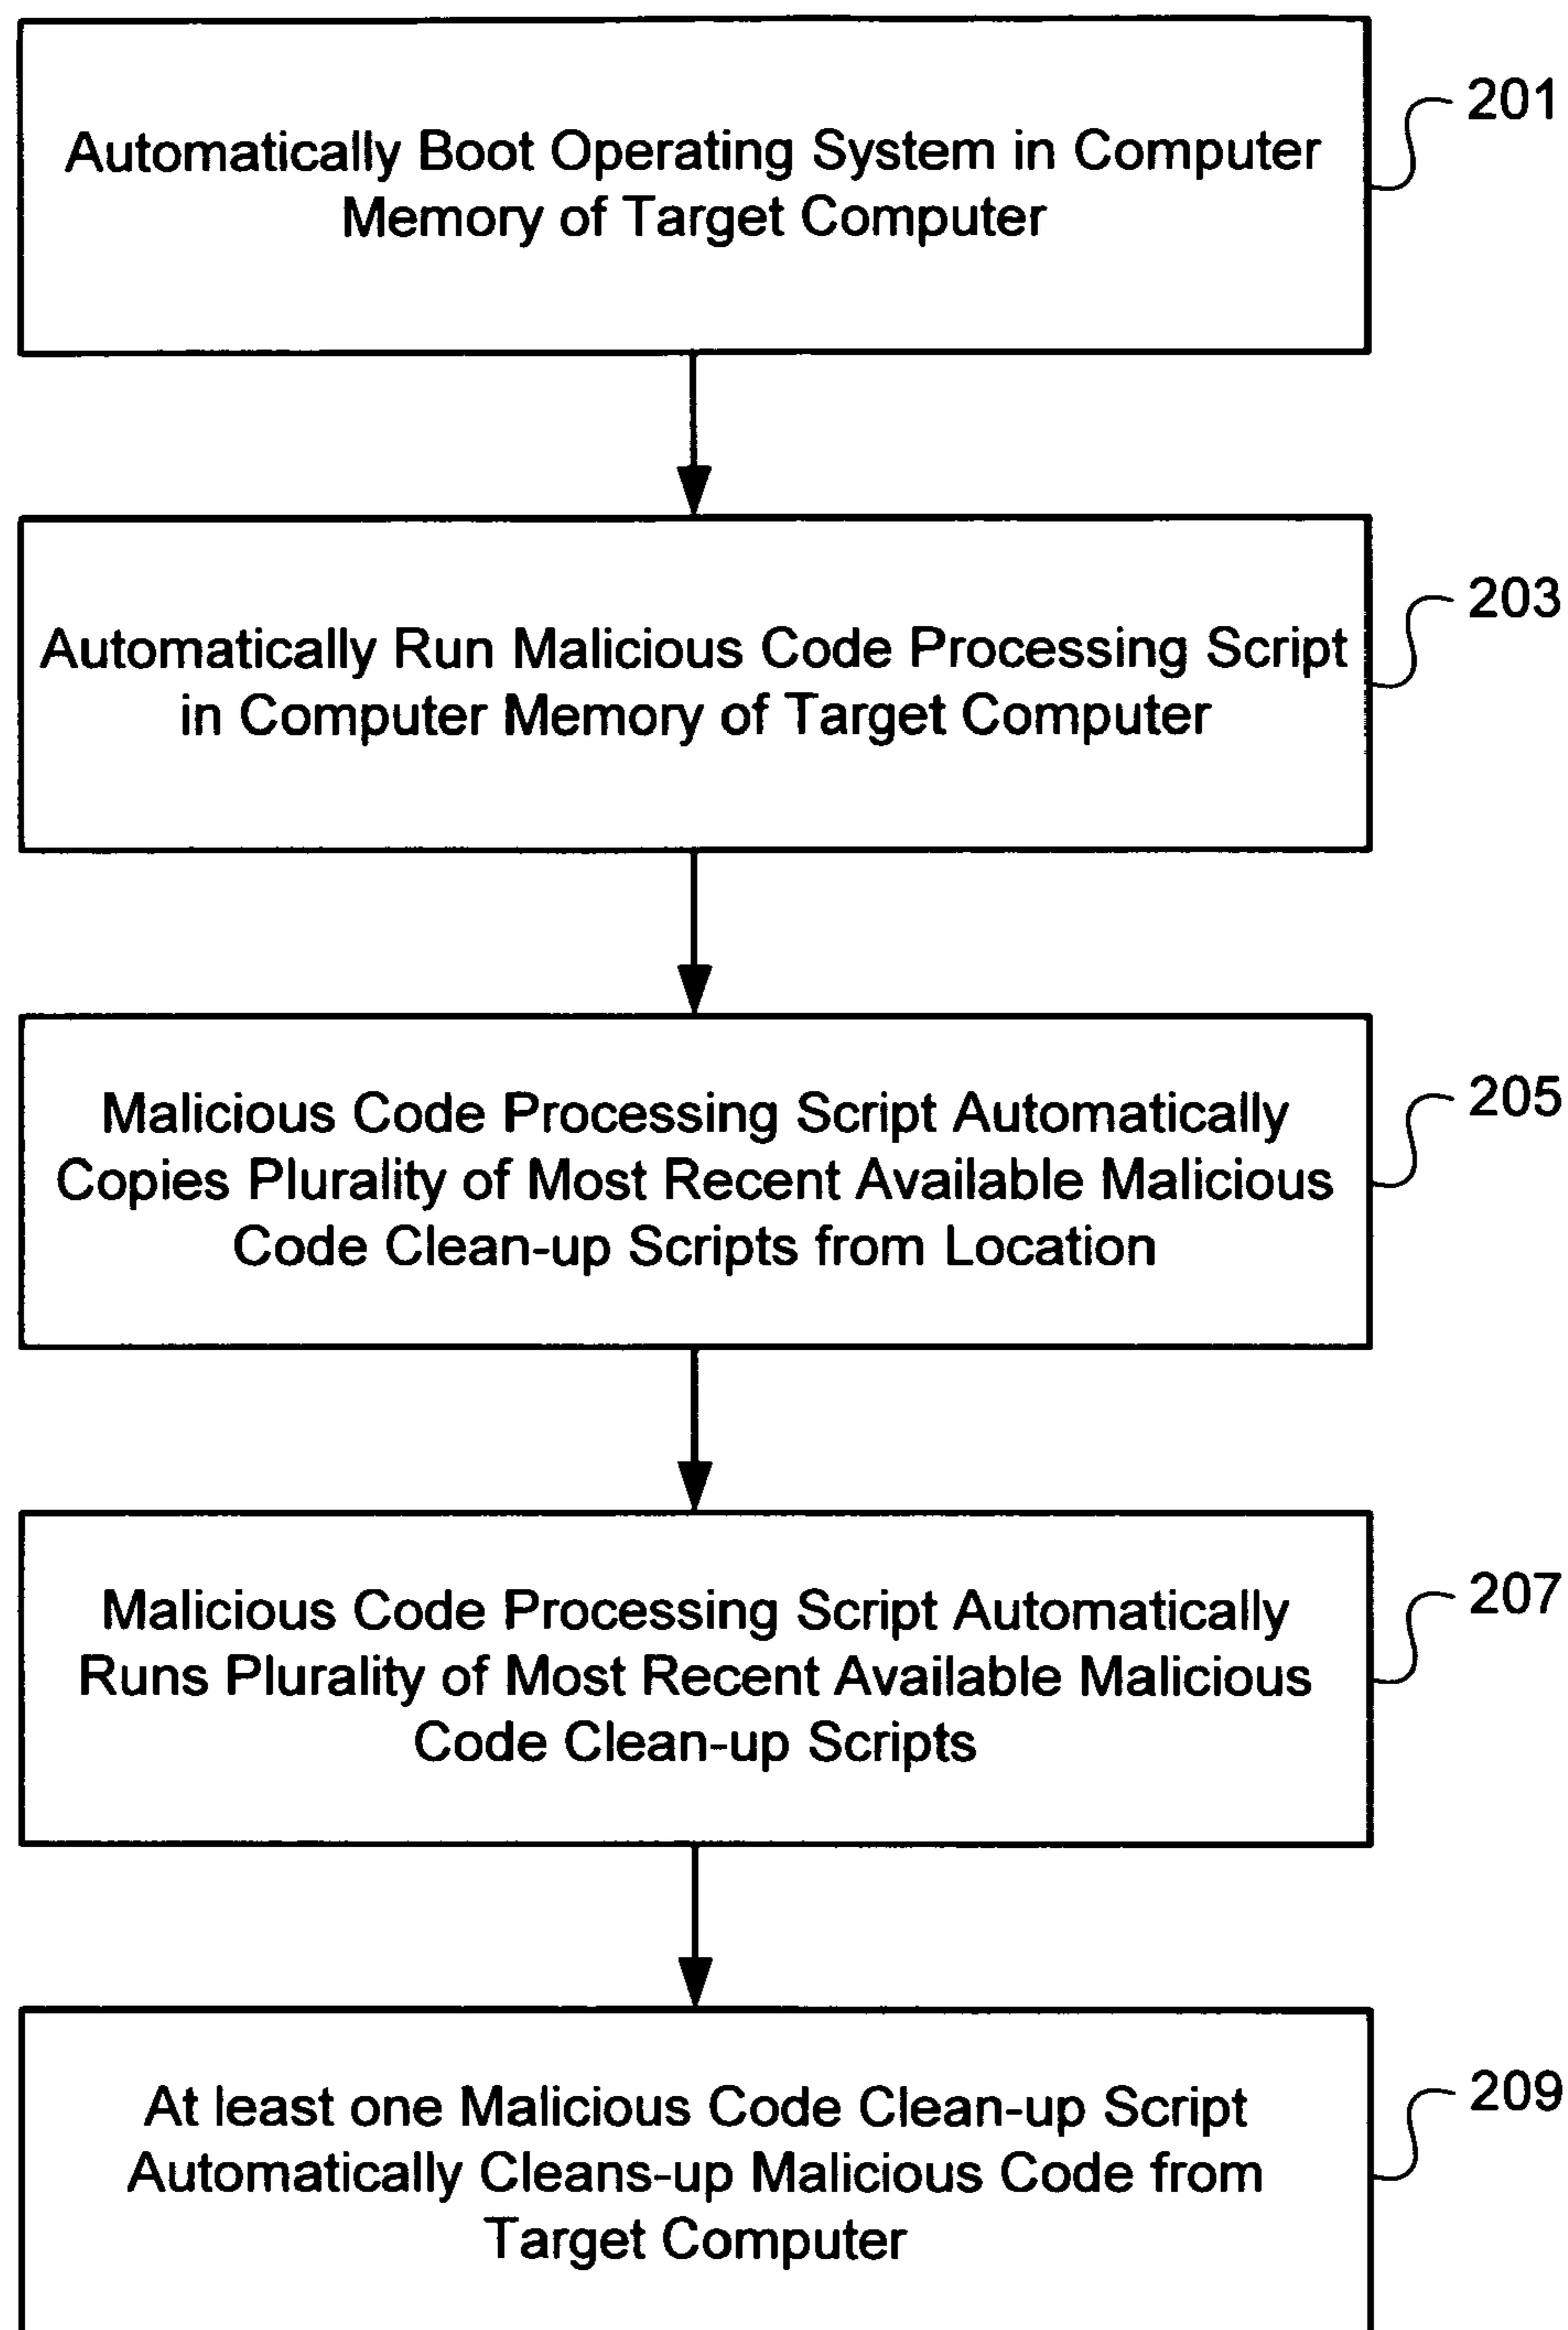 Automatically Boot Operating System in Computer
Memory of Target Computer
201
Automatically Run Malicious Code Processing Script
in Computer Memory of Target Computer
203
Malicious Code Processing Script Automatically
Copies Plurality of Most Recent Available Malicious
Code Clean-up Scripts from Location
205
Malicious Code Processing Script Automatically
Runs Plurality of Most Recent Available Malicious
Code Clean-up Scripts
207
At least one Malicious Code Clean-up Script
Automatically Cleans-up Malicious Code from
Target Computer
209